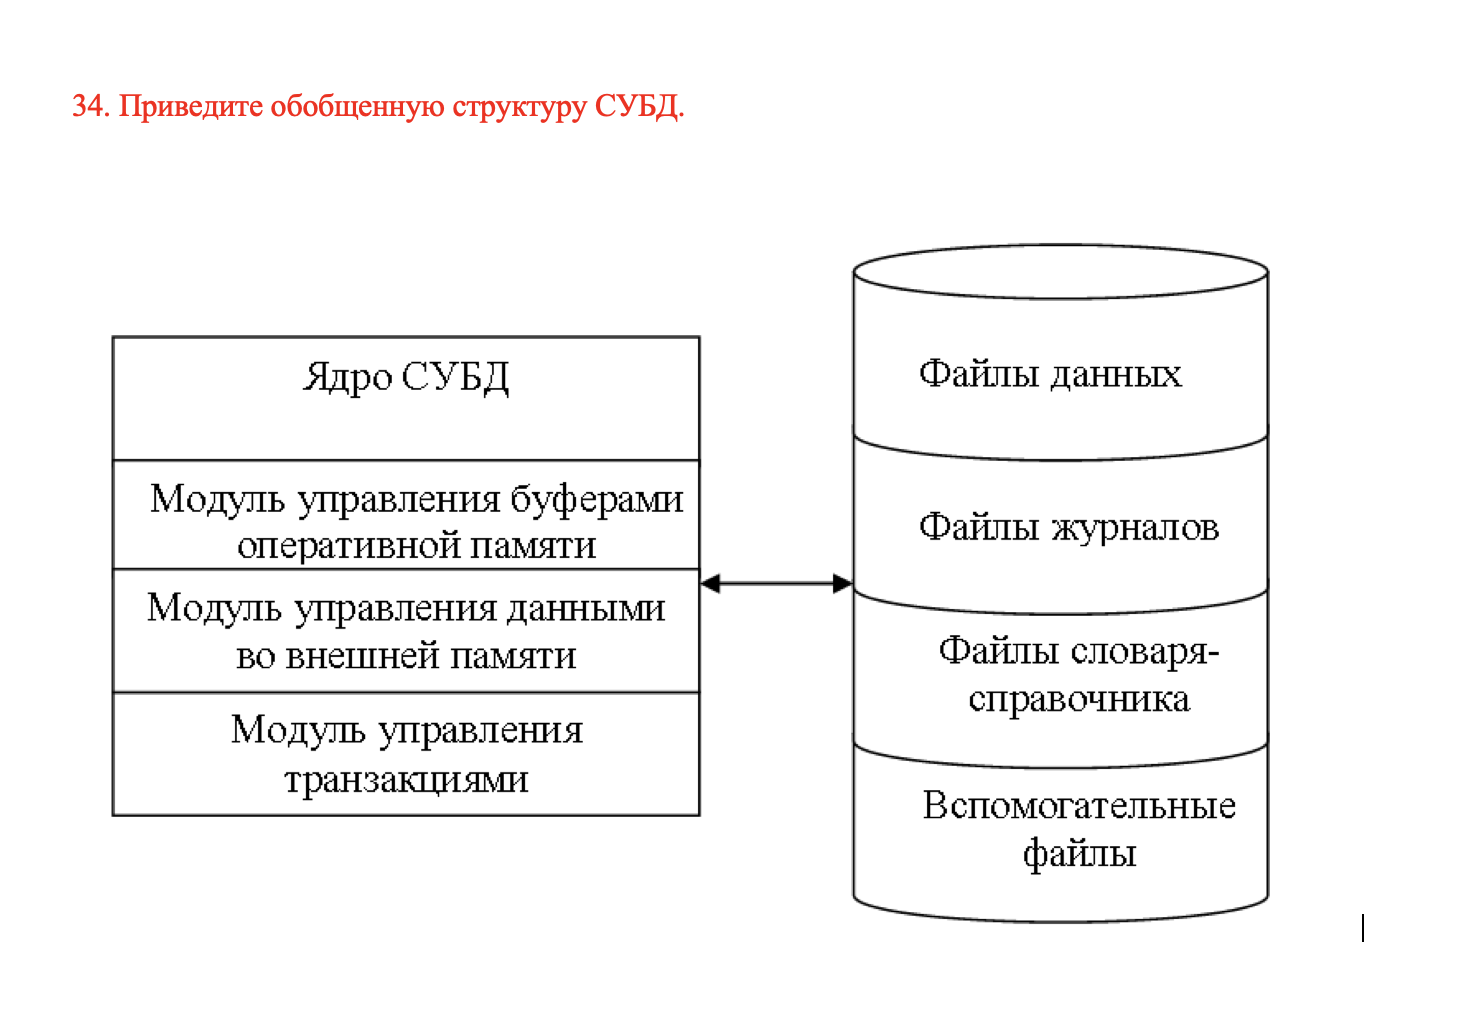 34. Приведите обобщенную структуру СУБД.
Ядро СУБД
Модуль управления буферами
оперативной памяти
Модуль управления данными
во внешней памяти
Модуль управления
транзакциями
Файлы данных
Файлы журналов
Файлы словаря-
справочника
Вспомогательные
файлы